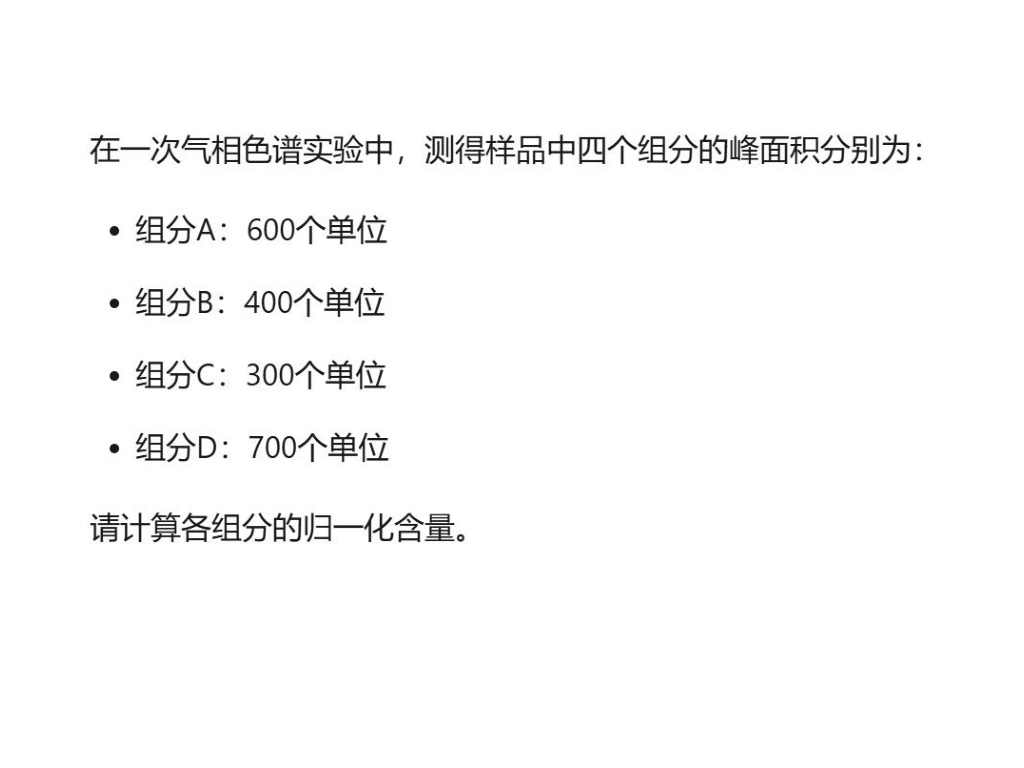 在一次气相色谱实验中，测得样品中四个组分的峰面积分别为：
• 组分A：600个单位
• 组分B：400个单位
• 组分C：300个单位
• 组分D：700个单位
请计算各组分的归一化含量。